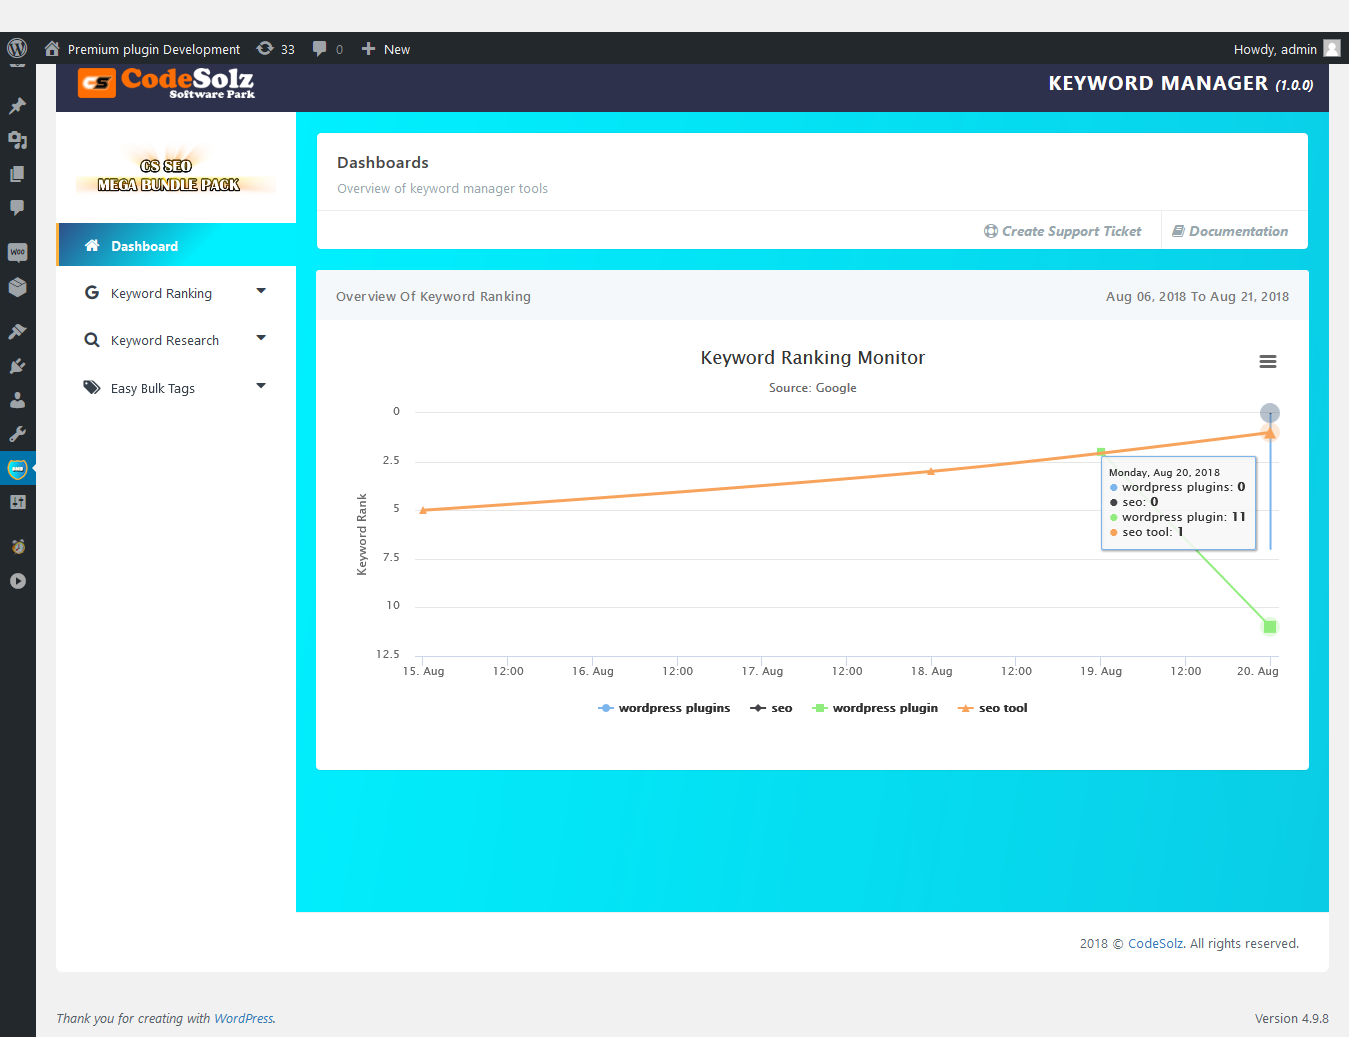 Premium plugin Development 33 0 New Howdy, admin
CS CodeSolz
Software Park
KEYWORD MANAGER (1.0.0)
CS SEO
MEGA BUNDLE PACK
Dashboard
Keyword Ranking
Keyword Research
Easy Bulk Tags
Dashboards
Overview of keyword manager tools
Create Support Ticket Documentation
Overview Of Keyword Ranking Aug 06, 2018 To Aug 21, 2018
Keyword Ranking Monitor
Source: Google
Keyword Rank
0
2.5
5
7.5
10
12.5
Monday, Aug 20, 2018
wordpress plugins: 0
seo: 0
wordpress plugin: 11
seo tool: 1
15. Aug 12:00 16. Aug 12:00 17. Aug 12:00 18. Aug 12:00 19. Aug 12:00 20. Aug
wordpress plugins seo wordpress plugin seo tool
2018 © CodeSolz. All rights reserved.
Thank you for creating with WordPress. Version 4.9.8